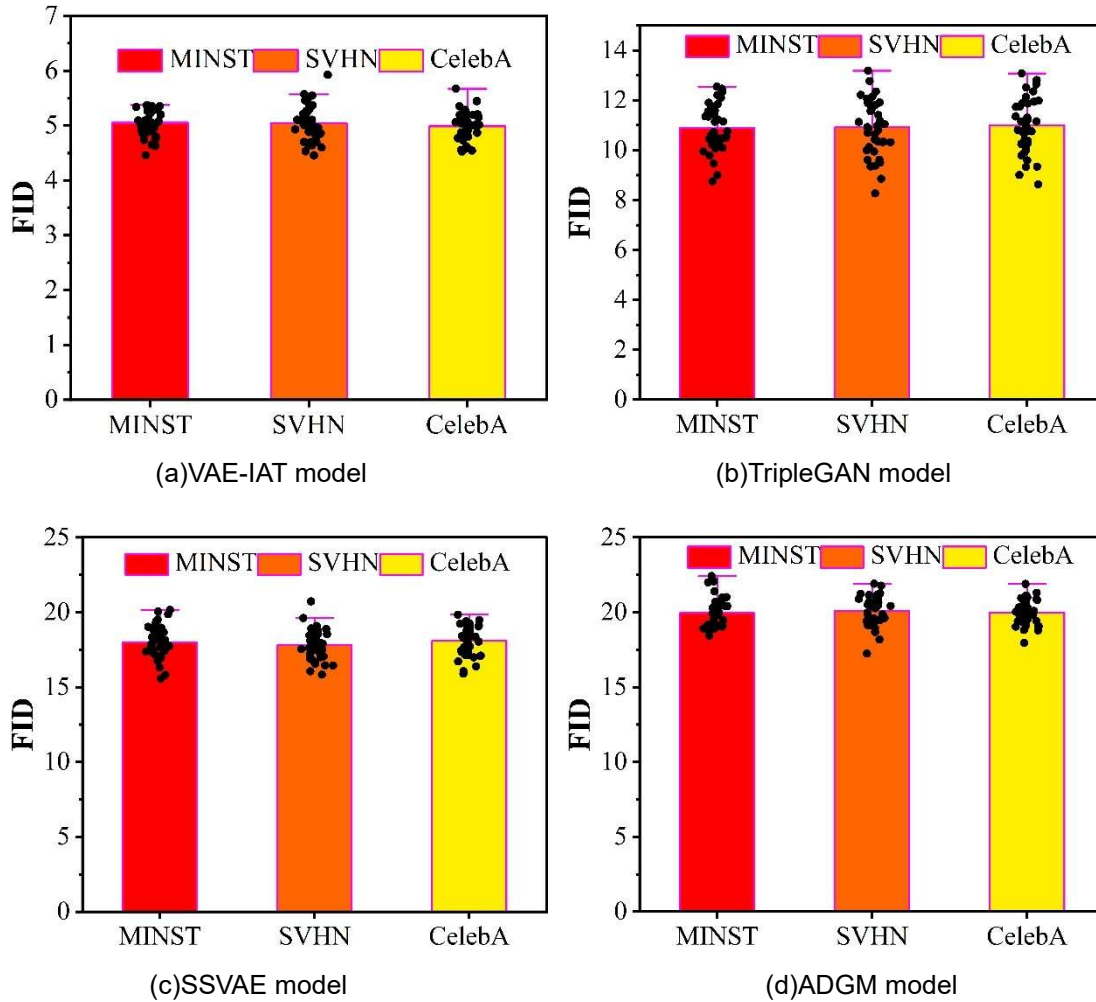 7
6
5
4
3
2
1
0
FID
MINST SVHN CelebA
MINST SVHN CelebA
(a)VAE-IAT model
14
12
10
8
6
4
2
0
FID
MINST SVHN CelebA
MINST SVHN CelebA
(b)TripleGAN model
25
20
15
10
5
0
FID
MINST SVHN CelebA
MINST SVHN CelebA
(c)SSVAE model
25
20
15
10
5
0
FID
MINST SVHN CelebA
MINST SVHN CelebA
(d)ADGM model